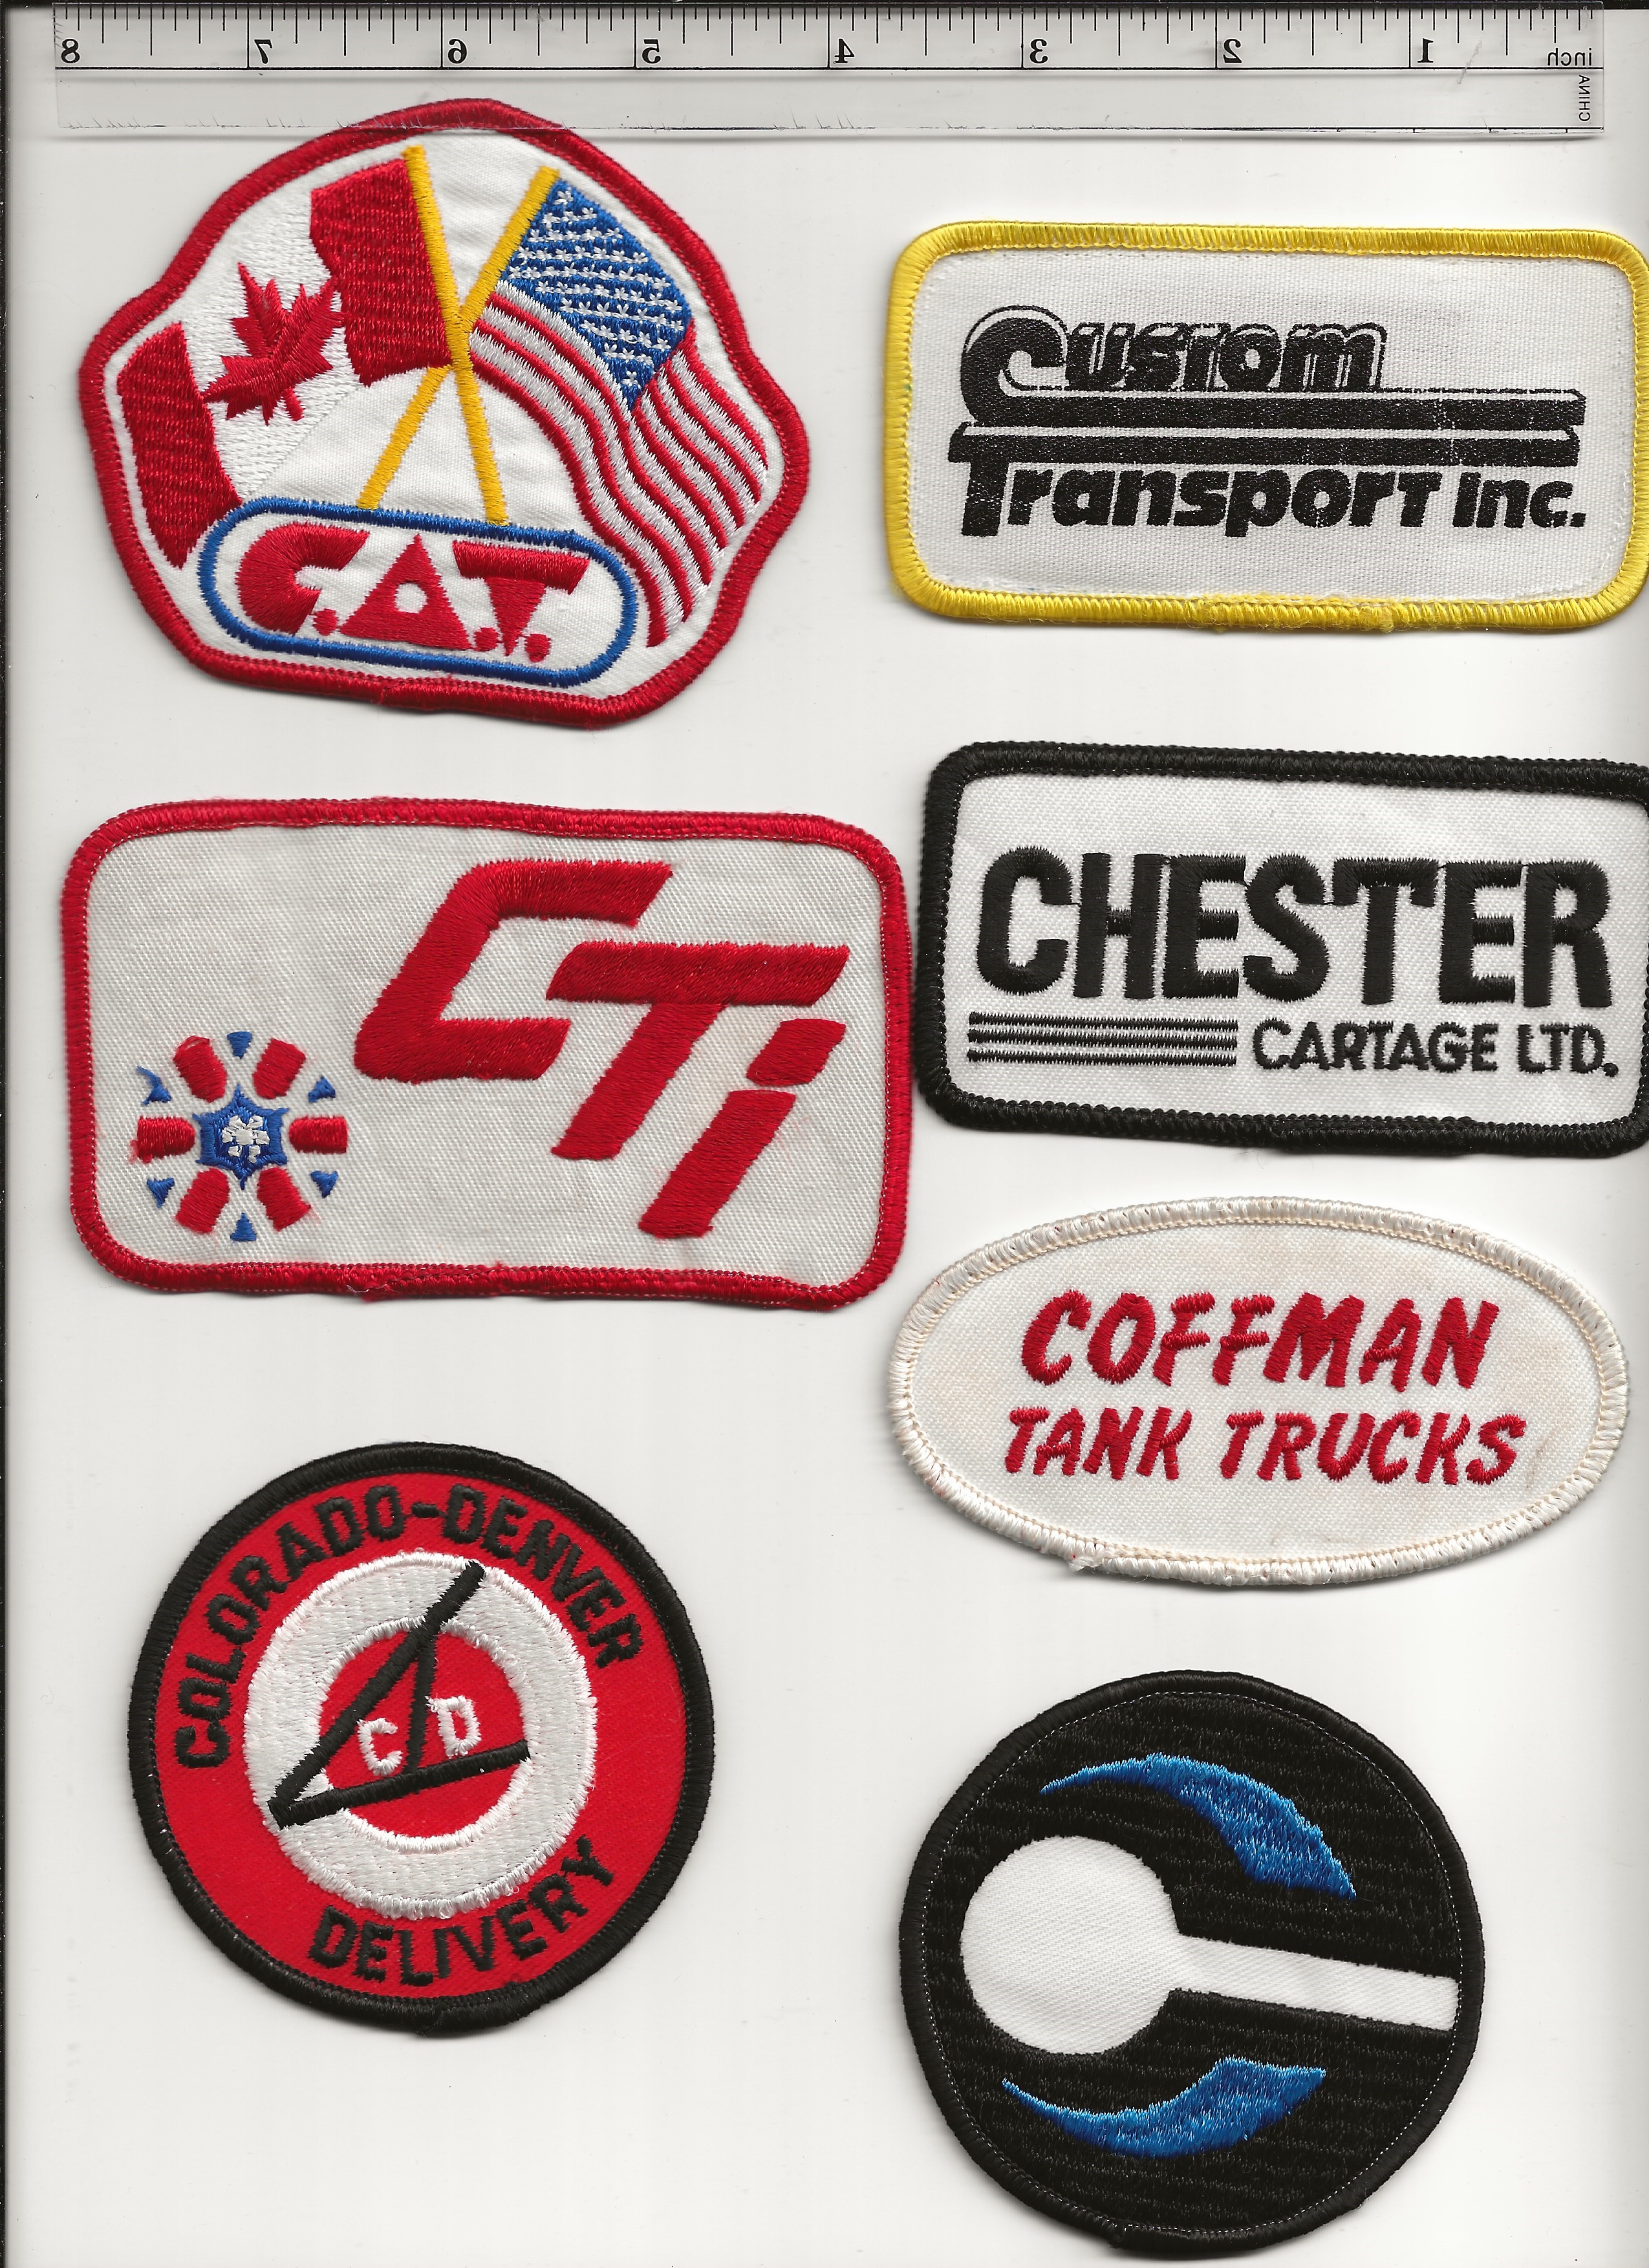 8 7 6 5 4 3 2 1 inch
CHINA
C.A.T.
Custom
Transport Inc.
CTi
CHESTER
CARTAGE LTD.
COFFMAN
TANK TRUCKS
COLORADO-DENVER
C D
DELIVERY